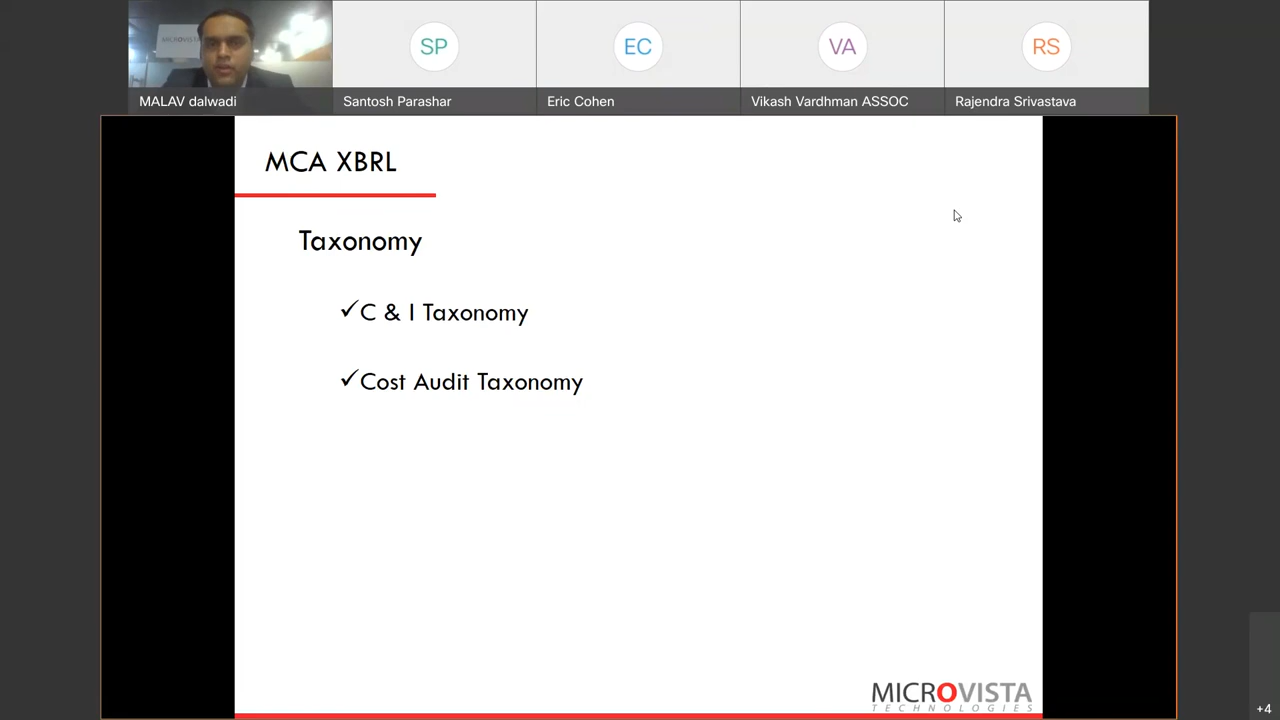 MICROVISTA
SP
EC
VA
RS
MALAV dalwadi
Santosh Parashar
Eric Cohen
Vikash Vardhman ASSOC
Rajendra Srivastava
MCA XBRL
Taxonomy
✓C & I Taxonomy
✓Cost Audit Taxonomy
MICROVISTA
TECHNOLOGIES
+4